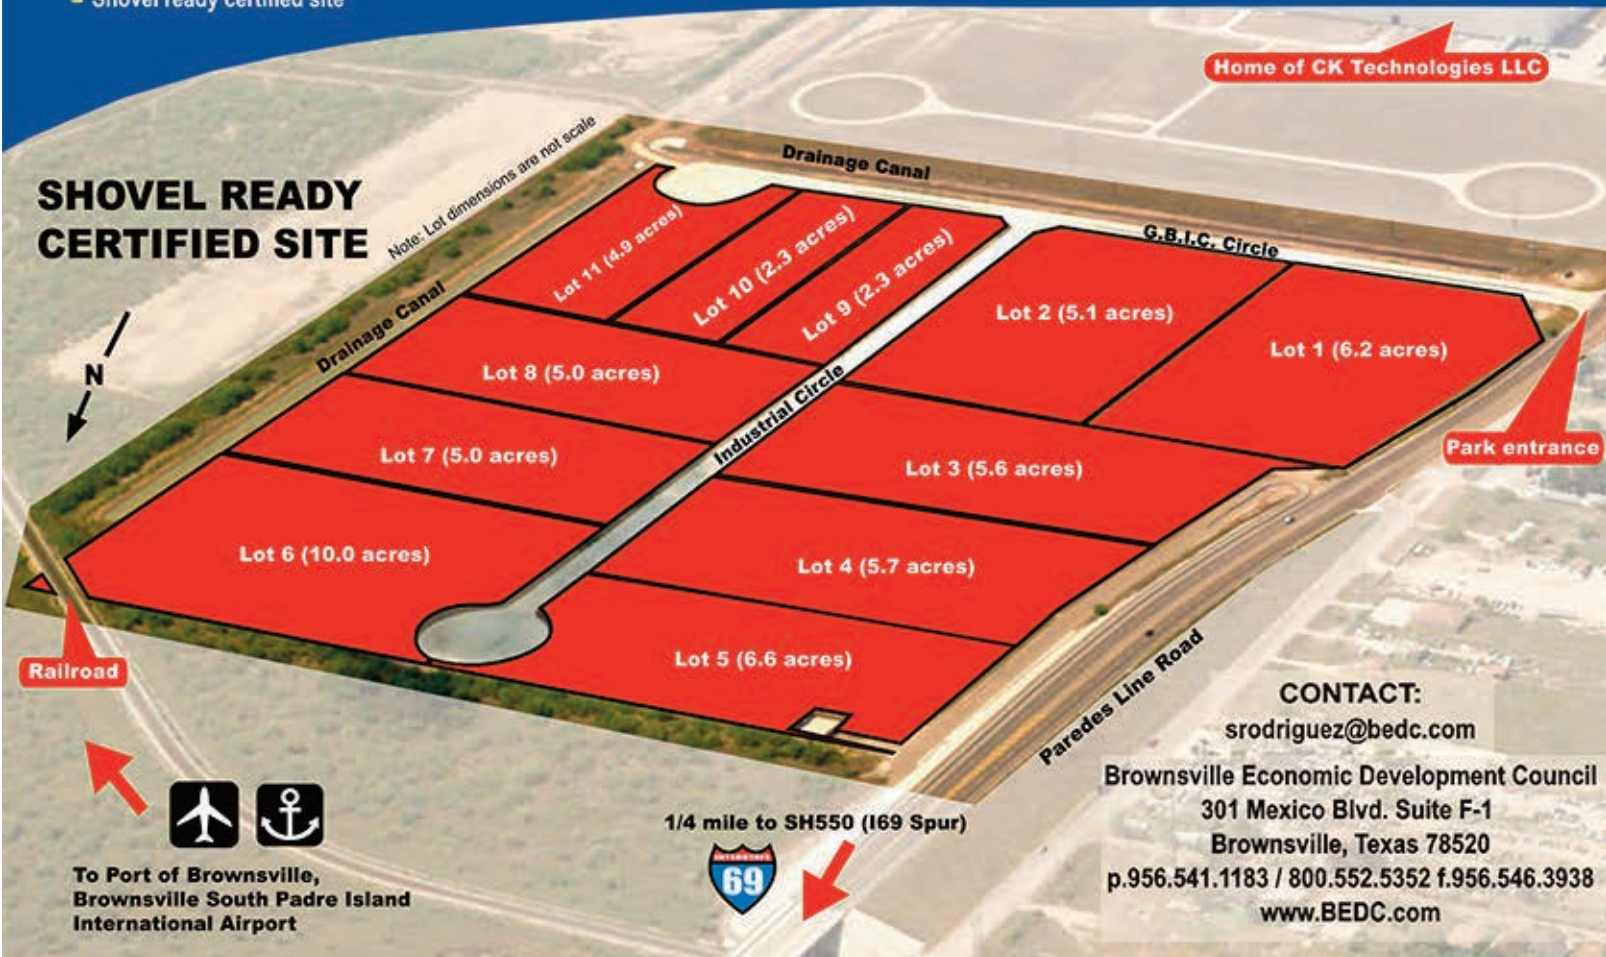 Shovel ready certified site
Home of CK Technologies LLC
Note: Lot dimensions are not scale
Drainage Canal
SHOVEL READY
CERTIFIED SITE
G.B.I.C. Circle
Lot 11 (4.9 acres)
Lot 10 (2.3 acres)
Lot 9 (2.3 acres)
Lot 2 (5.1 acres)
Lot 1 (6.2 acres)
Drainage Canal
N
Lot 8 (5.0 acres)
Industrial Circle
Lot 7 (5.0 acres)
Lot 3 (5.6 acres)
Park entrance
Lot 6 (10.0 acres)
Lot 4 (5.7 acres)
Lot 5 (6.6 acres)
Railroad
Paredes Line Road
To Port of Brownsville,
Brownsville South Padre Island
International Airport
1/4 mile to SH550 (I69 Spur)
INTERSTATE
69
CONTACT:
srodriguez@bedc.com
Brownsville Economic Development Council
301 Mexico Blvd. Suite F-1
Brownsville, Texas 78520
p.956.541.1183 / 800.552.5352 f.956.546.3938
www.BEDC.com